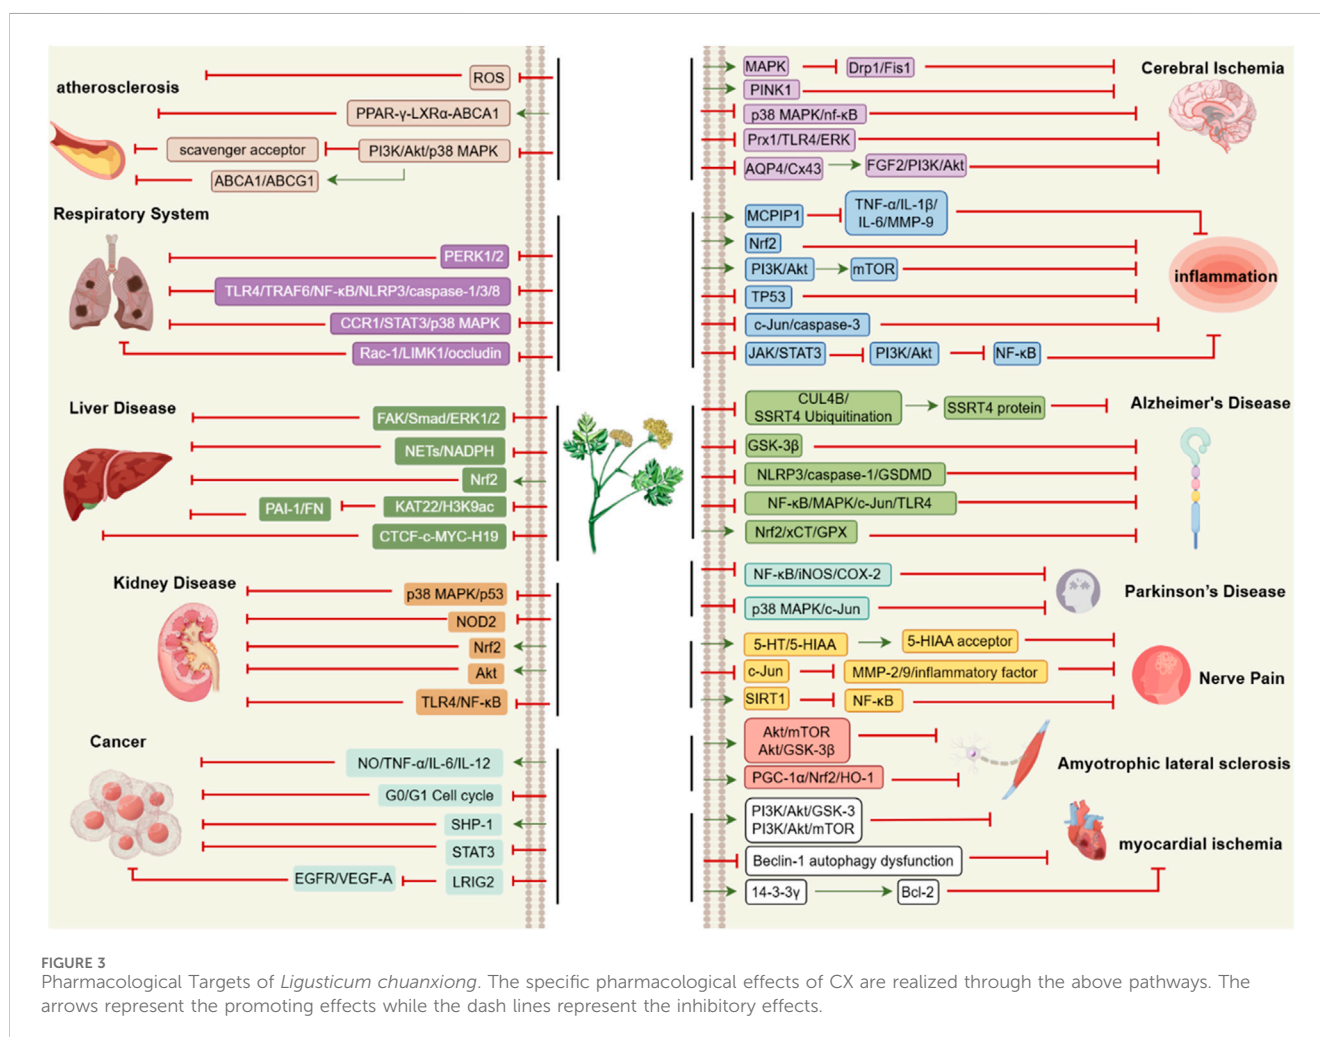 atherosclerosis
ROS
PPAR-γ-LXRα-ABCA1
scavenger acceptor
PI3K/Akt/p38 MAPK
ABCA1/ABCG1
Respiratory System
PERK1/2
TLR4/TRAF6/NF-κB/NLRP3/caspase-1/3/8
CCR1/STAT3/p38 MAPK
Rac-1/LIMK1/occludin
Liver Disease
FAK/Smad/ERK1/2
NETs/NADPH
Nrf2
PAI-1/FN
KAT22/H3K9ac
CTCF-c-MYC-H19
Kidney Disease
p38 MAPK/p53
NOD2
Nrf2
Akt
TLR4/NF-κB
Cancer
NO/TNF-α/IL-6/IL-12
G0/G1 Cell cycle
SHP-1
STAT3
EGFR/VEGF-A
LRIG2
MAPK
Drp1/Fis1
Cerebral Ischemia
PINK1
p38 MAPK/nf-κB
Prx1/TLR4/ERK
AQP4/Cx43
FGF2/PI3K/Akt
MCPIP1
TNF-α/IL-1β/
IL-6/MMP-9
Nrf2
PI3K/Akt
mTOR
inflammation
TP53
c-Jun/caspase-3
JAK/STAT3
PI3K/Akt
NF-κB
CUL4B/
SSRT4 Ubiquitination
SSRT4 protein
Alzheimer's Disease
GSK-3β
NLRP3/caspase-1/GSDMD
NF-κB/MAPK/c-Jun/TLR4
Nrf2/xCT/GPX
NF-κB/iNOS/COX-2
Parkinson's Disease
p38 MAPK/c-Jun
5-HT/5-HIAA
5-HIAA acceptor
c-Jun
MMP-2/9/inflammatory factor
Nerve Pain
SIRT1
NF-κB
Akt/mTOR
Akt/GSK-3β
Amyotrophic lateral sclerosis
PGC-1α/Nrf2/HO-1
PI3K/Akt/GSK-3
PI3K/Akt/mTOR
myocardial ischemia
Beclin-1 autophagy dysfunction
14-3-3γ
Bcl-2
FIGURE 3
Pharmacological Targets of Ligusticum chuanxiong. The specific pharmacological effects of CX are realized through the above pathways. The
arrows represent the promoting effects while the dash lines represent the inhibitory effects.